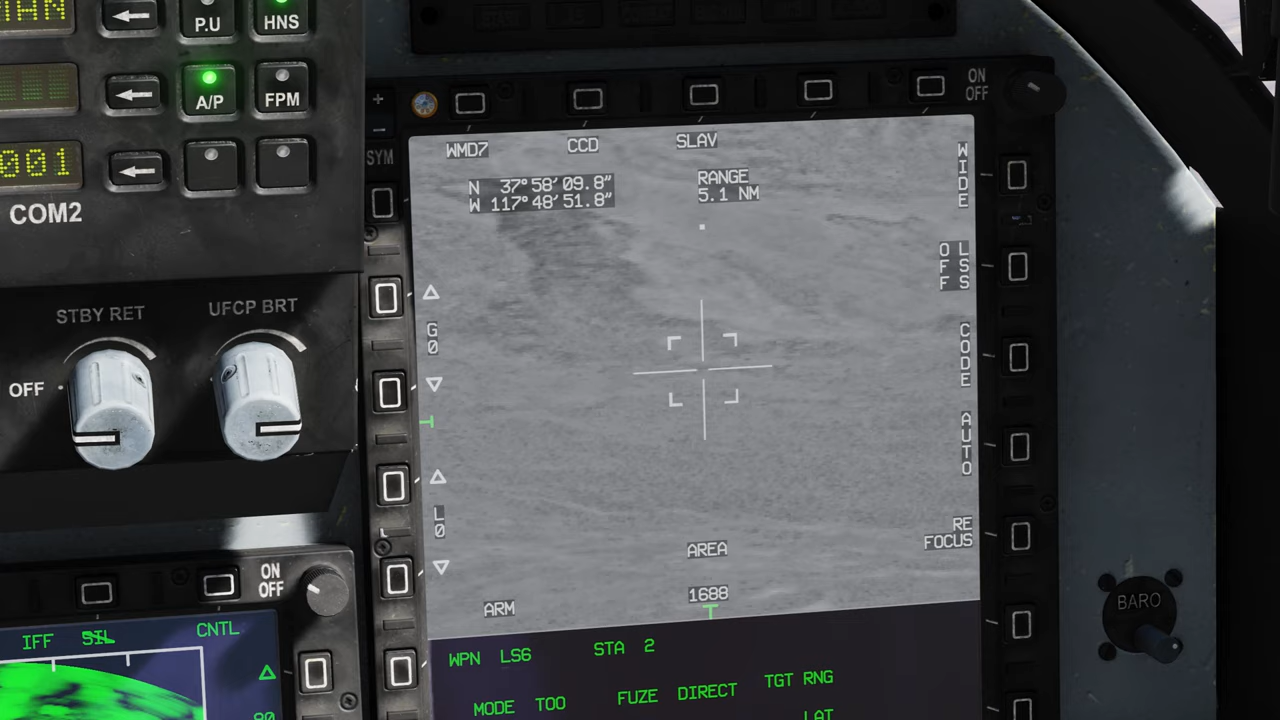 MAN
P.U
HNS
A/P
FPM
001
COM2
STBY RET
UFCP BRT
OFF
ON
OFF
IFF
SIL
CNTL
80
+
-
SYM
ON
OFF
WMD7
CCD
SLAV
N 37°58'09.8"
W 117°48'51.8"
RANGE
5.1 NM
WIDE
LSS
OFF
CODE
AUTO
RE
FOCUS
G
0
L
0
AREA
1688
ARM
WPN LS6
STA 2
MODE TOO
FUZE DIRECT
TGT RNG
LAT
BARO